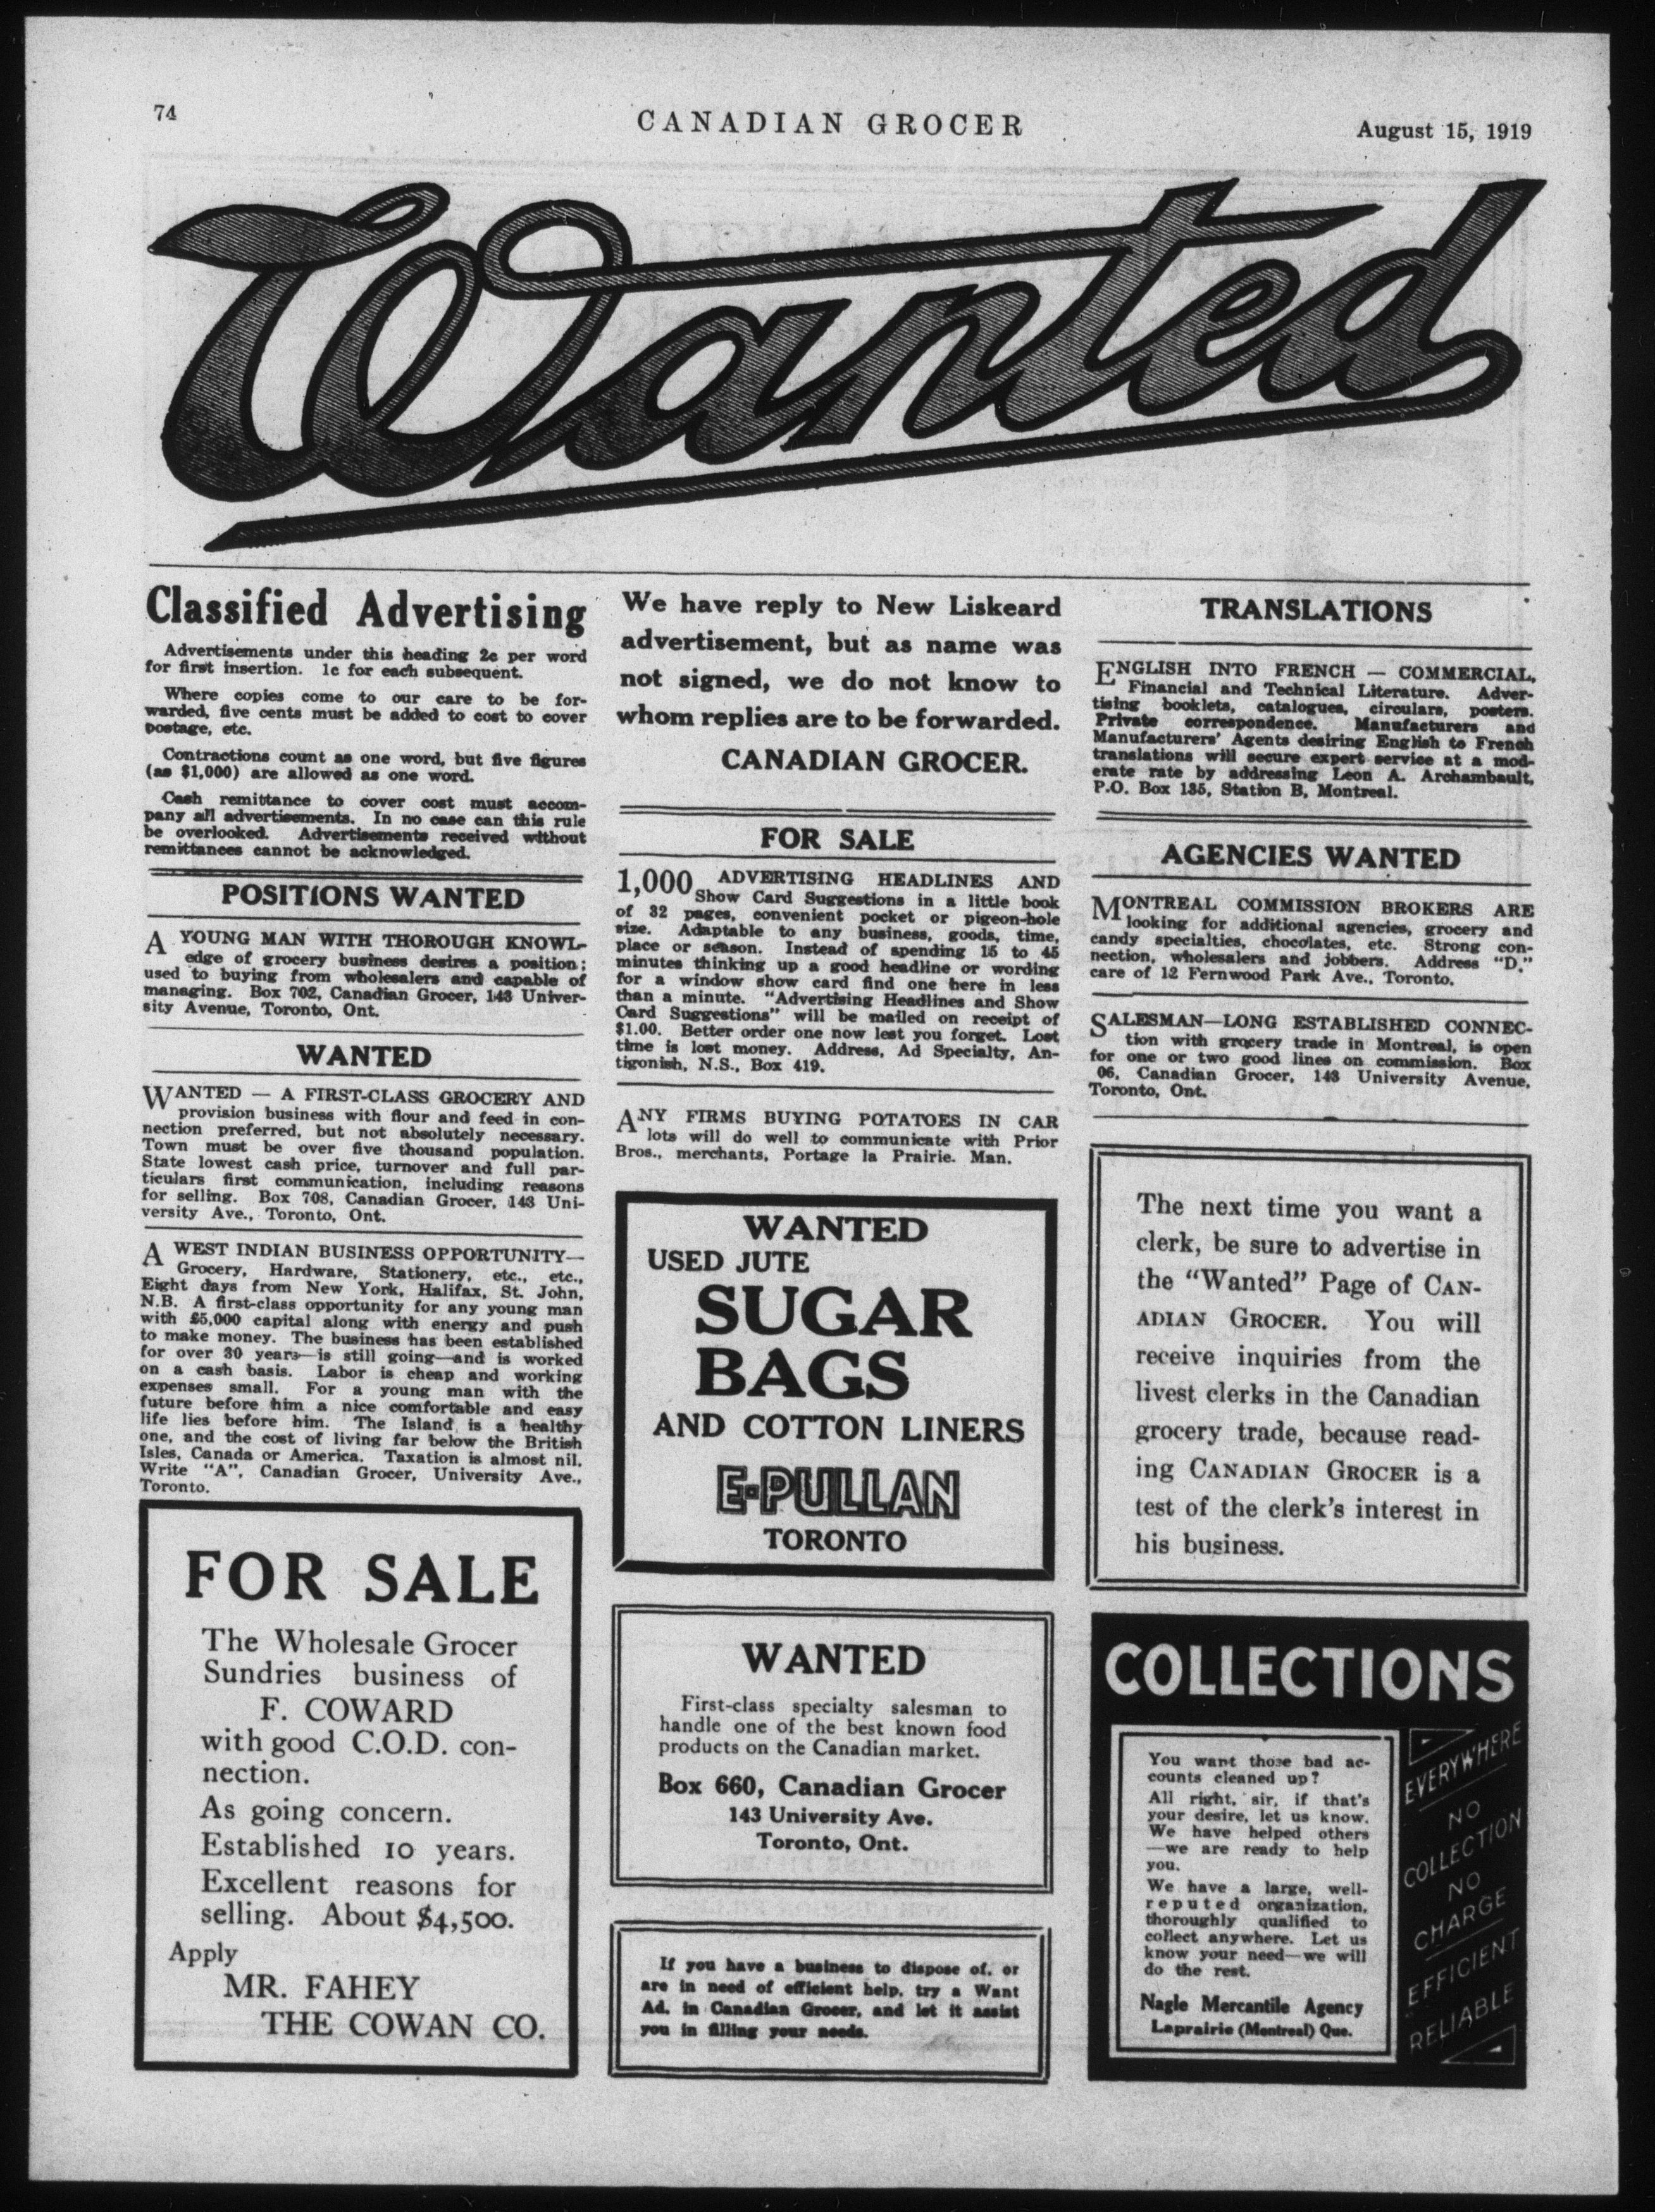 74
CANADIAN GROCER
August 15, 1919
Wanted
Classified Advertising
Advertisements under this heading 2c per word
for first insertion. 1c for each subsequent.
Where copies come to our care to be for-
warded, five cents must be added to cost to cover
postage, etc.
Contractions count as one word, but five figures
(as $1,000) are allowed as one word.
Cash remittance to cover cost must accom-
pany all advertisements. In no case can this rule
be overlooked. Advertisements received without
remittances cannot be acknowledged.
POSITIONS WANTED
A YOUNG MAN WITH THOROUGH KNOWL-
edge of grocery business desires a position;
used to buying from wholesalers and capable of
managing. Box 702, Canadian Grocer, 143 Univer-
sity Avenue, Toronto, Ont.
WANTED
WANTED — A FIRST-CLASS GROCERY AND
provision business with flour and feed in con-
nection preferred, but not absolutely necessary.
Town must be over five thousand population.
State lowest cash price, turnover and full par-
ticulars first communication, including reasons
for selling. Box 708, Canadian Grocer, 143 Uni-
versity Ave., Toronto, Ont.
A WEST INDIAN BUSINESS OPPORTUNITY—
Grocery, Hardware, Stationery, etc., etc.,
Eight days from New York, Halifax, St. John,
N.B. A first-class opportunity for any young man
with £5,000 capital along with energy and push
to make money. The business has been established
for over 30 years—is still going—and is worked
on a cash basis. Labor is cheap and working
expenses small. For a young man with the
future before him a nice comfortable and easy
life lies before him. The Island is a healthy
one, and the cost of living far below the British
Isles, Canada or America. Taxation is almost nil.
Write "A", Canadian Grocer, University Ave.,
Toronto.
FOR SALE
The Wholesale Grocer
Sundries business of
F. COWARD
with good C.O.D. con-
nection.
As going concern.
Established 10 years.
Excellent reasons for
selling. About $4,500.
Apply
MR. FAHEY
THE COWAN CO.
We have reply to New Liskeard
advertisement, but as name was
not signed, we do not know to
whom replies are to be forwarded.
CANADIAN GROCER.
FOR SALE
1,000 ADVERTISING HEADLINES AND
Show Card Suggestions in a little book
of 32 pages, convenient pocket or pigeon-hole
size. Adaptable to any business, goods, time,
place or season. Instead of spending 15 to 45
minutes thinking up a good headline or wording
for a window show card find one here in less
than a minute. "Advertising Headlines and Show
Card Suggestions" will be mailed on receipt of
$1.00. Better order one now lest you forget. Lost
time is lost money. Address, Ad Specialty, An-
tigonish, N.S., Box 419.
ANY FIRMS BUYING POTATOES IN CAR
lots will do well to communicate with Prior
Bros., merchants, Portage la Prairie. Man.
WANTED
USED JUTE
SUGAR
BAGS
AND COTTON LINERS
E-PULLAN
TORONTO
WANTED
First-class specialty salesman to
handle one of the best known food
products on the Canadian market.
Box 660, Canadian Grocer
143 University Ave.
Toronto, Ont.
If you have a business to dispose of, or
are in need of efficient help, try a Want
Ad. in Canadian Grocer, and let it assist
you in filling your needs.
TRANSLATIONS
ENGLISH INTO FRENCH — COMMERCIAL,
Financial and Technical Literature. Adver-
tising booklets, catalogues, circulars, posters.
Private correspondence. Manufacturers and
Manufacturers' Agents desiring English to French
translations will secure expert service at a mod-
erate rate by addressing Leon A. Archambault,
P.O. Box 135, Station B, Montreal.
AGENCIES WANTED
MONTREAL COMMISSION BROKERS ARE
looking for additional agencies, grocery and
candy specialties, chocolates, etc. Strong con-
nection, wholesalers and jobbers. Address "D,"
care of 12 Fernwood Park Ave., Toronto.
SALESMAN—LONG ESTABLISHED CONNEC-
tion with grocery trade in Montreal, is open
for one or two good lines on commission. Box
06, Canadian Grocer, 143 University Avenue,
Toronto, Ont.
The next time you want a
clerk, be sure to advertise in
the "Wanted" Page of CAN-
ADIAN GROCER. You will
receive inquiries from the
livest clerks in the Canadian
grocery trade, because read-
ing CANADIAN GROCER is a
test of the clerk's interest in
his business.
COLLECTIONS
You want those bad ac-
counts cleaned up?
All right, sir, if that's
your desire, let us know.
We have helped others
—we are ready to help
you.
We have a large, well-
reputed organization,
thoroughly qualified to
collect anywhere. Let us
know your need—we will
do the rest.
Nagle Mercantile Agency
Laprairie (Montreal) Que.
EVERYWHERE
NO
COLLECTION
NO
CHARGE
EFFICIENT
RELIABLE